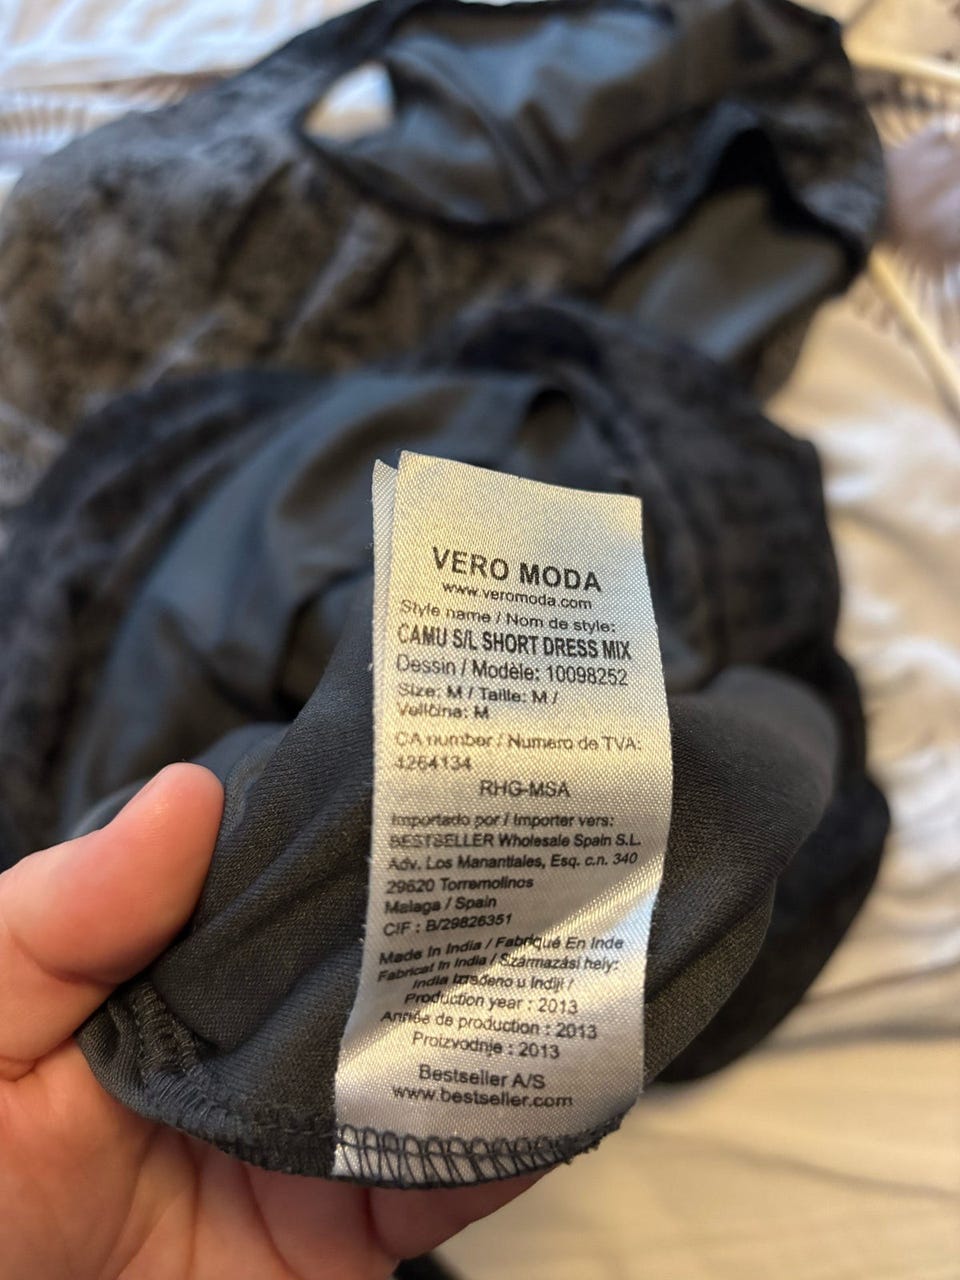 VERO MODA
www.veromoda.com
Style name / Nom de style:
CAMU S/L SHORT DRESS MIX
Dessin / Modèle: 10098252
Size: M / Taille: M /
Veličina: M
CA number / Numero de TVA:
4264134
RHG-MSA
Importado por / Importer vers:
BESTSELLER Wholesale Spain S.L.
Adv. Los Manantiales, Esq. c.n. 340
29620 Torremolinos
Malaga / Spain
CIF : B/29826351
Made In India / Fabriqué En Inde
Fabricat În India / Származási hely:
India Izrađeno u Indiji /
Production year : 2013
Année de production : 2013
Proizvodnje : 2013
Bestseller A/S
www.bestseller.com